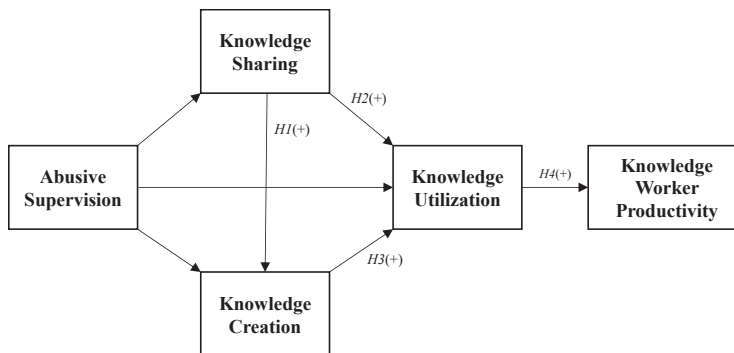 Knowledge
Sharing
H2(+)
H1(+)
Abusive
Supervision
Knowledge
Utilization
H4(+)
Knowledge
Worker
Productivity
H3(+)
Knowledge
Creation